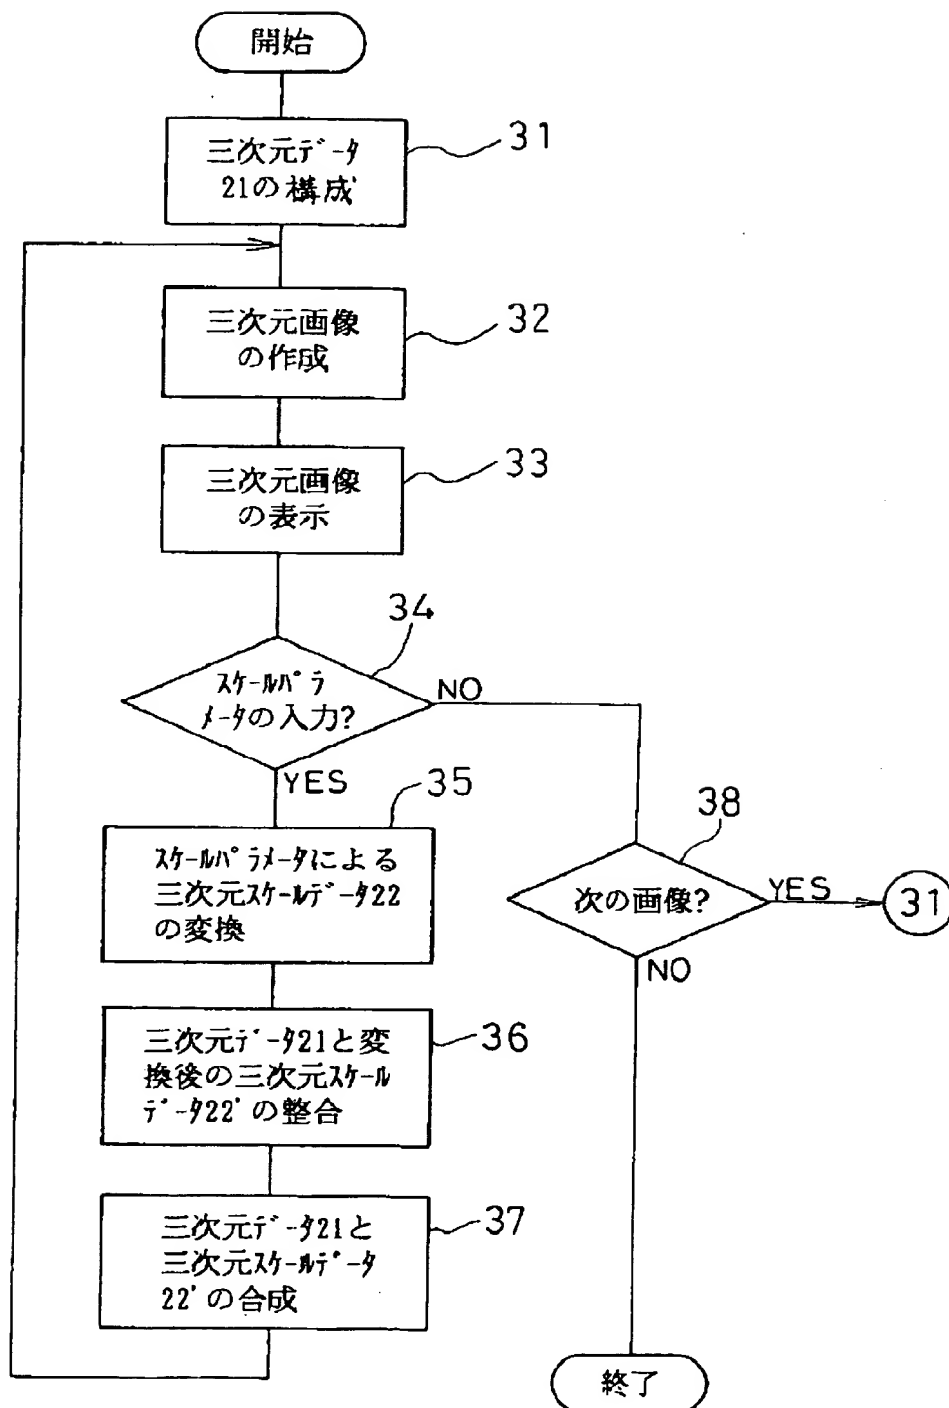 開始
三次元ﾃﾞｰﾀ
21の構成
31
三次元画像
の作成
32
三次元画像
の表示
33
34
ｽｹｰﾙﾊﾟﾗ
ﾒｰﾀの入力?
NO
YES
35
ｽｹｰﾙﾊﾟﾗﾒｰﾀによる
三次元ｽｹｰﾙﾃﾞｰﾀ22
の変換
38
次の画像?
YES
31
NO
三次元ﾃﾞｰﾀ21と変
換後の三次元ｽｹｰﾙ
ﾃﾞｰﾀ22'の整合
36
三次元ﾃﾞｰﾀ21と
三次元ｽｹｰﾙﾃﾞｰﾀ
22'の合成
37
終了